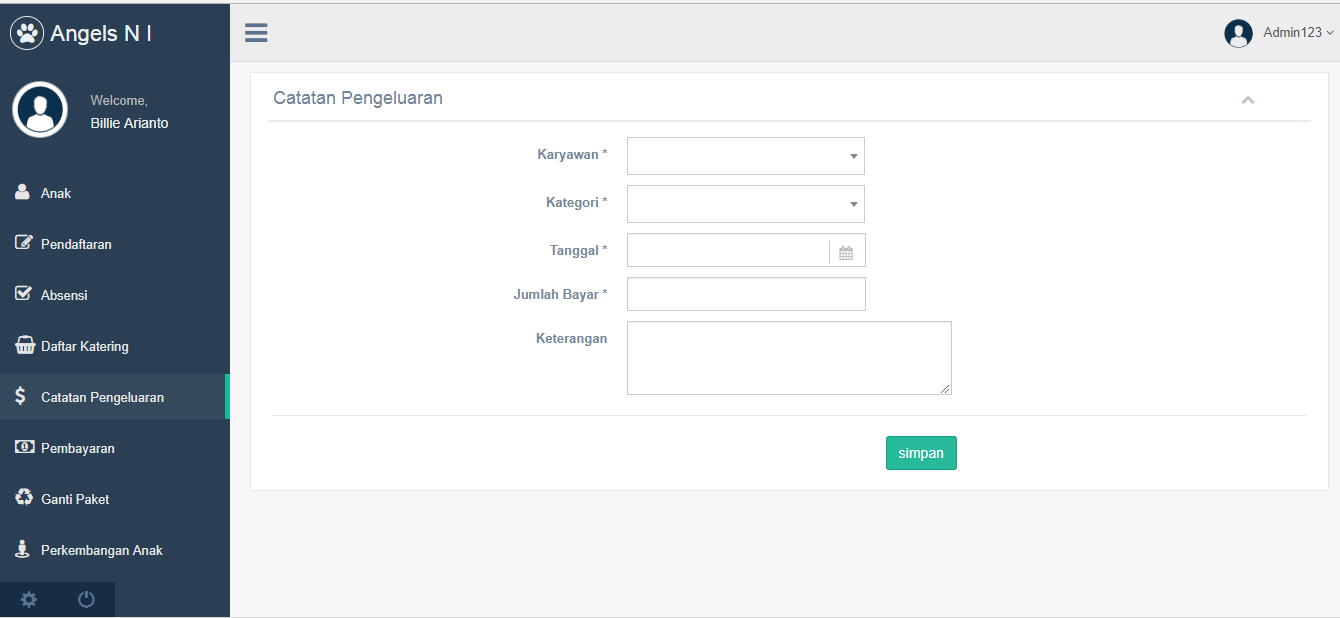 Angels N I
Admin123
Welcome,
Billie Arianto
Anak
Pendaftaran
Absensi
Daftar Katering
Catatan Pengeluaran
Pembayaran
Ganti Paket
Perkembangan Anak
Catatan Pengeluaran
Karyawan *
Kategori *
Tanggal *
Jumlah Bayar *
Keterangan
simpan